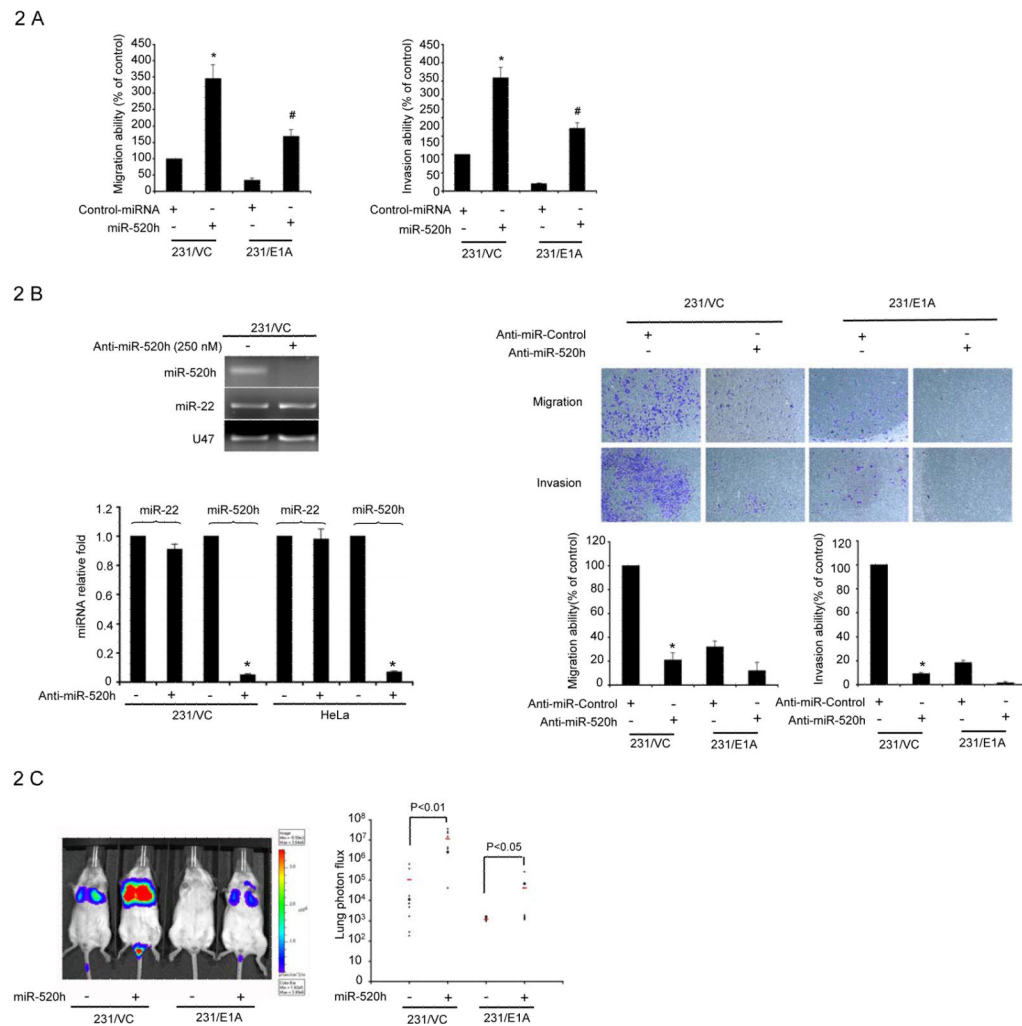 2 A
450
400
350
300
250
200
150
100
50
0
Migration ability (% of control)
*
#
Control-miRNA + - + -
miR-520h - + - +
231/VC 231/E1A
450
400
350
300
250
200
150
100
50
0
Invasion ability (% of control)
*
#
Control-miRNA + - + -
miR-520h - + - +
231/VC 231/E1A
2 B
231/VC
Anti-miR-520h (250 nM) - +
miR-520h
miR-22
U47
miR-22 miR-520h miR-22 miR-520h
1.2
1.0
0.8
0.6
0.4
0.2
0
miRNA relative fold
* *
Anti-miR-520h - + - + - + - +
231/VC HeLa
231/VC 231/E1A
Anti-miR-Control + - + -
Anti-miR-520h - + - +
Migration
Invasion
120
100
80
60
40
20
0
Migration ability(% of control)
*
Anti-miR-Control + - + -
Anti-miR-520h - + - +
231/VC 231/E1A
120
100
80
60
40
20
0
Invasion ability(% of control)
*
Anti-miR-Control + - + -
Anti-miR-520h - + - +
231/VC 231/E1A
2 C
miR-520h - + - +
231/VC 231/E1A
P<0.01
P<0.05
10⁸
10⁷
10⁶
10⁵
10⁴
10³
10²
10
0
Lung photon flux
miR-520h - + - +
231/VC 231/E1A